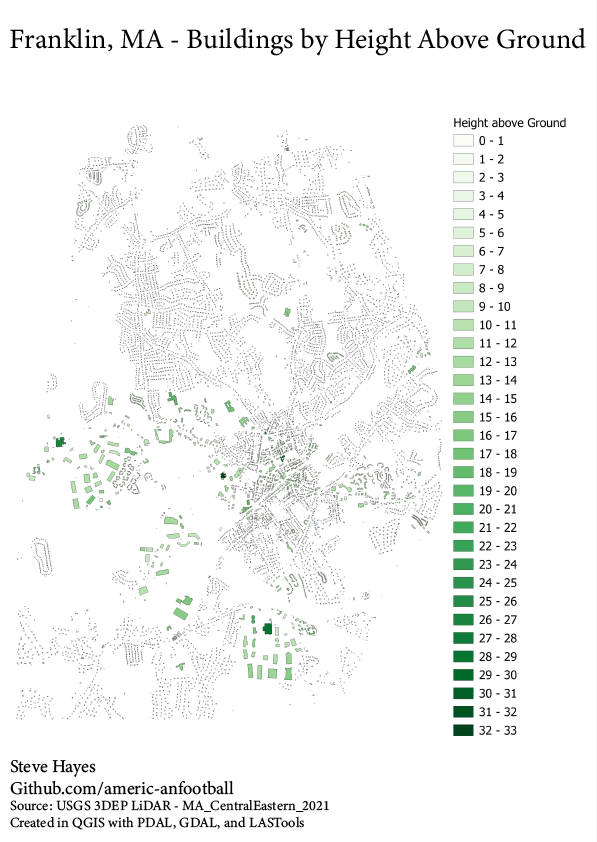 Franklin, MA - Buildings by Height Above Ground
Height above Ground
0 - 1
1 - 2
2 - 3
3 - 4
4 - 5
5 - 6
6 - 7
7 - 8
8 - 9
9 - 10
10 - 11
11 - 12
12 - 13
13 - 14
14 - 15
15 - 16
16 - 17
17 - 18
18 - 19
19 - 20
20 - 21
21 - 22
22 - 23
23 - 24
24 - 25
25 - 26
26 - 27
27 - 28
28 - 29
29 - 30
30 - 31
31 - 32
32 - 33
Steve Hayes
Github.com/americ-anfootball
Source: USGS 3DEP LiDAR - MA_CentralEastern_2021
Created in QGIS with PDAL, GDAL, and LASTools